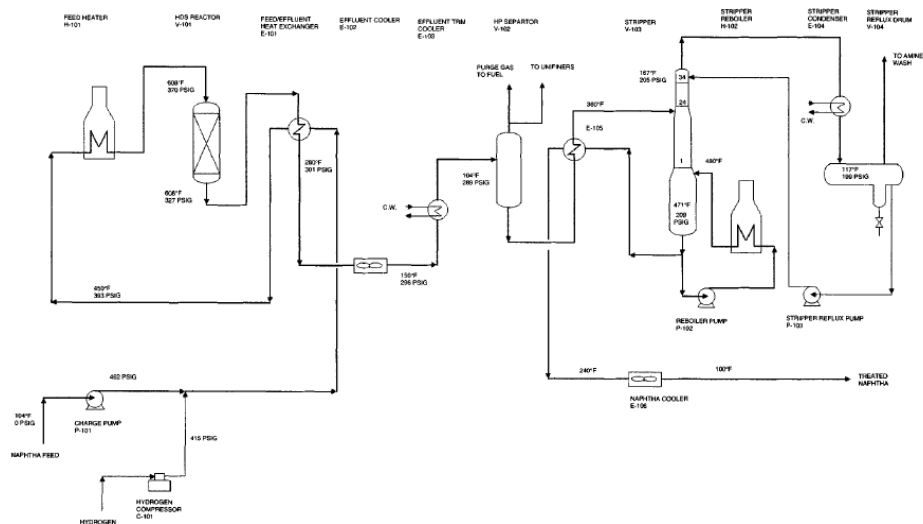 FEED HEATER
H-101
HDS REACTOR
V-101
FEED/EFFLUENT
HEAT EXCHANGER
E-101
EFFLUENT COOLER
E-102
EFFLUENT TRIM
COOLER
E-103
HP SEPARTOR
V-102
STRIPPER
V-103
STRIPPER
REBOILER
H-102
STRIPPER
CONDENSER
E-104
STRIPPER
REFLUX DRUM
V-104
PURGE GAS
TO FUEL
TO UNIFINERS
TO AMINE
WASH
608°F
370 PSIG
167°F
205 PSIG
34
24
1
360°F
E-105
C.W.
280°F
301 PSIG
104°F
289 PSIG
480°F
117°F
199 PSIG
608°F
327 PSIG
C.W.
471°F
209
PSIG
150°F
296 PSIG
450°F
393 PSIG
REBOILER PUMP
P-102
STRIPPER REFLUX PUMP
P-103
462 PSIG
240°F
100°F
NAPHTHA COOLER
E-106
TREATED
NAPHTHA
104°F
0 PSIG
CHARGE PUMP
P-101
415 PSIG
NAPHTHA FEED
HYDROGEN
COMPRESSOR
C-101
HYDROGEN